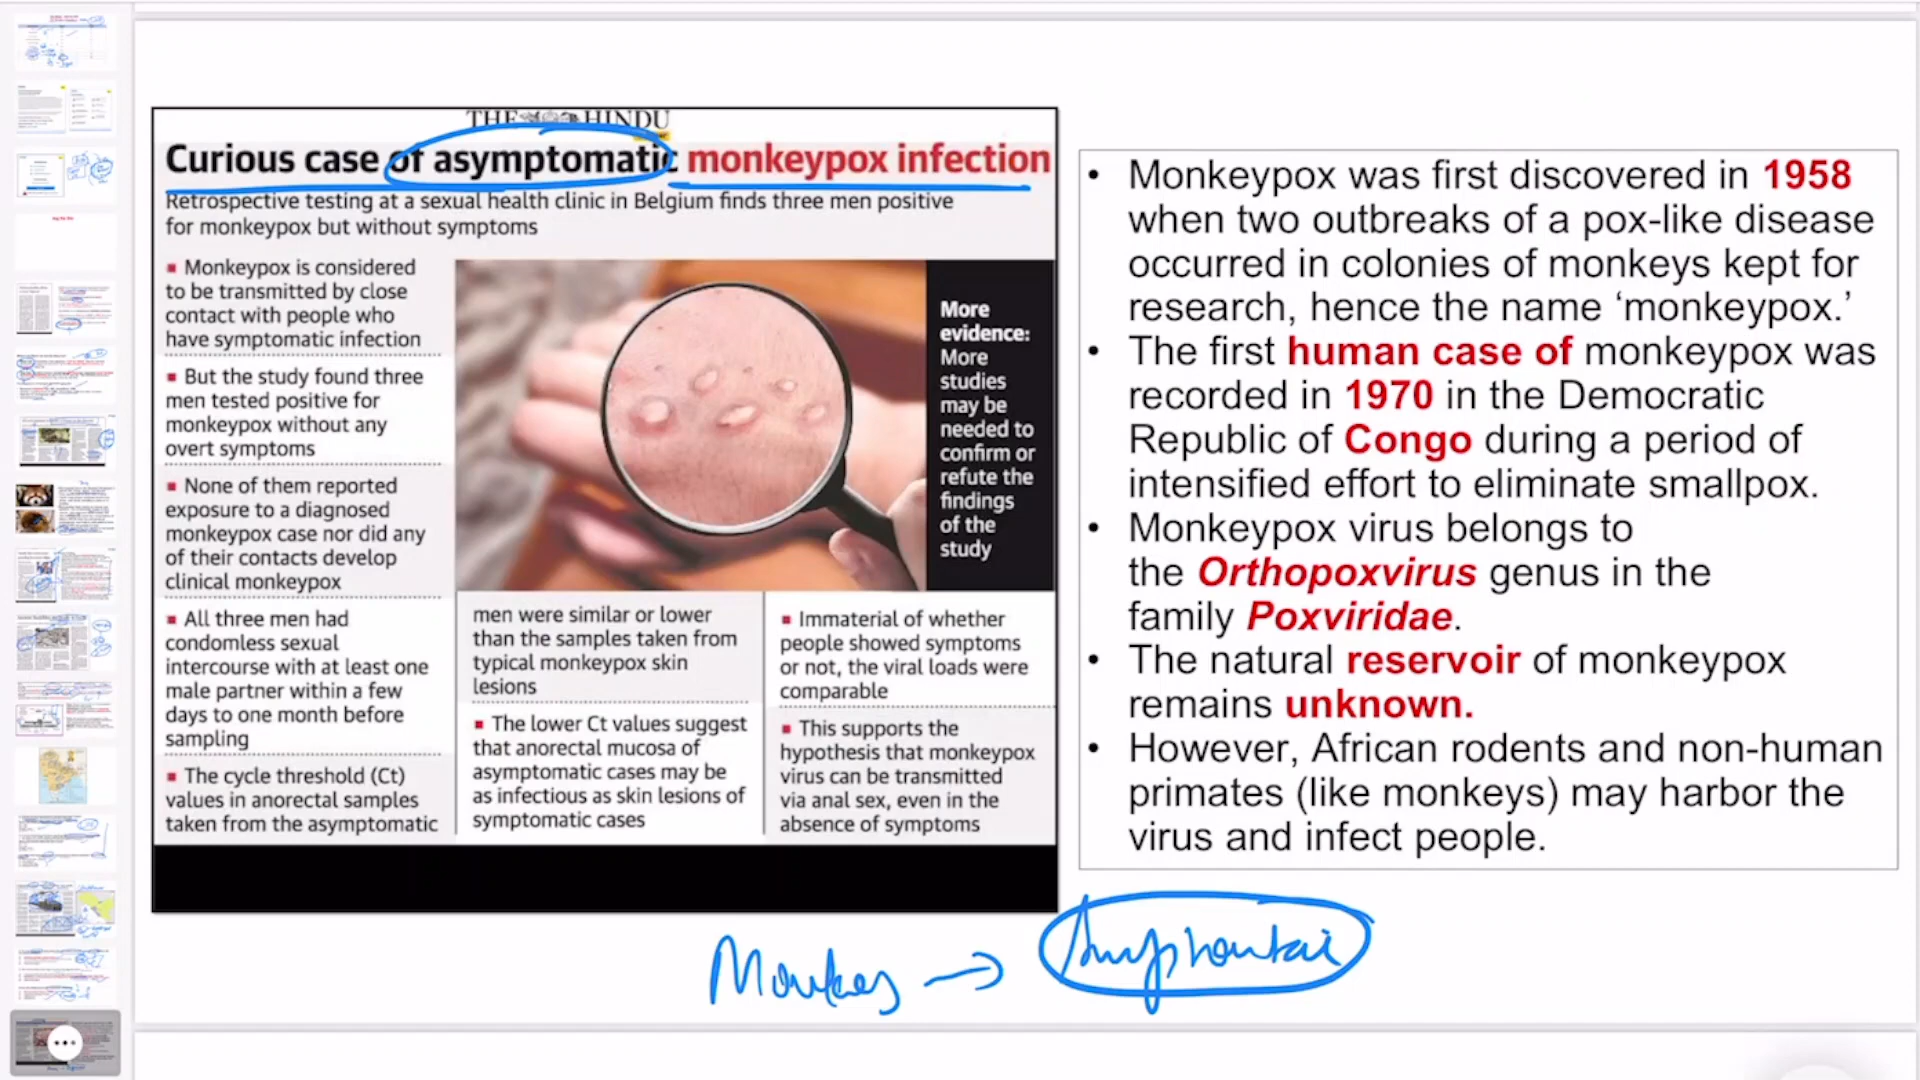 THE HINDU
Curious case of asymptomatic monkeypox infection
Retrospective testing at a sexual health clinic in Belgium finds three men positive
for monkeypox but without symptoms
Monkeypox is considered
to be transmitted by close
contact with people who
have symptomatic infection
But the study found three
men tested positive for
monkeypox without any
overt symptoms
None of them reported
exposure to a diagnosed
monkeypox case nor did any
of their contacts develop
clinical monkeypox
All three men had
condomless sexual
intercourse with at least one
male partner within a few
days to one month before
sampling
The cycle threshold (Ct)
values in anorectal samples
taken from the asymptomatic
men were similar or lower
than the samples taken from
typical monkeypox skin
lesions
The lower Ct values suggest
that anorectal mucosa of
asymptomatic cases may be
as infectious as skin lesions of
symptomatic cases
Immaterial of whether
people showed symptoms
or not, the viral loads were
comparable
This supports the
hypothesis that monkeypox
virus can be transmitted
via anal sex, even in the
absence of symptoms
More
evidence:
More
studies
may be
needed to
confirm or
refute the
findings
of the
study
• Monkeypox was first discovered in 1958
when two outbreaks of a pox-like disease
occurred in colonies of monkeys kept for
research, hence the name ‘monkeypox.’
• The first human case of monkeypox was
recorded in 1970 in the Democratic
Republic of Congo during a period of
intensified effort to eliminate smallpox.
• Monkeypox virus belongs to
the Orthopoxvirus genus in the
family Poxviridae.
• The natural reservoir of monkeypox
remains unknown.
• However, African rodents and non-human
primates (like monkeys) may harbor the
virus and infect people.